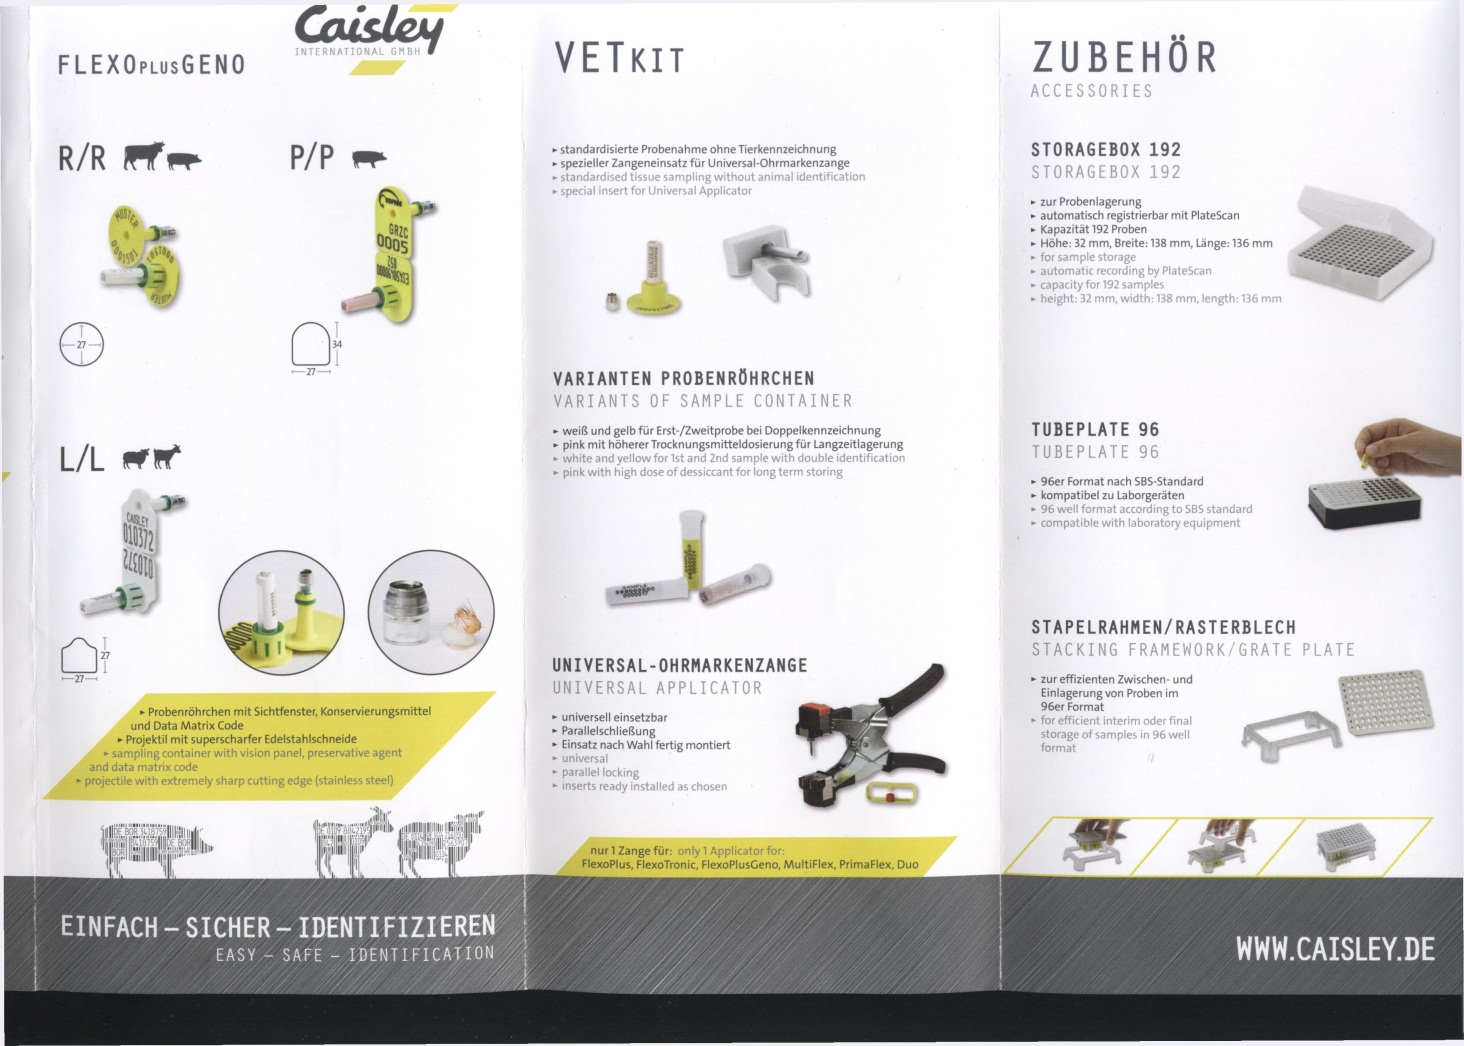 Caisley
INTERNATIONAL GMBH
FLEXOPLUSGENO
R/R
P/P
MUSTER
0001501
MUSTER
GRZC
0005
27
34
27
L/L
CAISLEY
010372
010372
27
27
▸ Probenröhrchen mit Sichtfenster, Konservierungsmittel
und Data Matrix Code
▸ Projektil mit superscharfer Edelstahlschneide
▸ sampling container with vision panel, preservative agent
and data matrix code
▸ projectile with extremely sharp cutting edge (stainless steel)
DE BOR 3418759
EINFACH – SICHER – IDENTIFIZIEREN
EASY – SAFE – IDENTIFICATION
VETKIT
▸ standardisierte Probenahme ohne Tierkennzeichnung
▸ spezieller Zangeneinsatz für Universal-Ohrmarkenzange
▸ standardised tissue sampling without animal identification
▸ special insert for Universal Applicator
VARIANTEN PROBENRÖHRCHEN
VARIANTS OF SAMPLE CONTAINER
▸ weiß und gelb für Erst-/Zweitprobe bei Doppelkennzeichnung
▸ pink mit höherer Trocknungsmitteldosierung für Langzeitlagerung
▸ white and yellow for 1st and 2nd sample with double identification
▸ pink with high dose of dessiccant for long term storing
SAMPLE
UNIVERSAL-OHRMARKENZANGE
UNIVERSAL APPLICATOR
▸ universell einsetzbar
▸ Parallelschließung
▸ Einsatz nach Wahl fertig montiert
▸ universal
▸ parallel locking
▸ inserts ready installed as chosen
nur 1 Zange für: only 1 Applicator for:
FlexoPlus, FlexoTronic, FlexoPlusGeno, MultiFlex, PrimaFlex, Duo
ZUBEHÖR
ACCESSORIES
STORAGEBOX 192
STORAGEBOX 192
▸ zur Probenlagerung
▸ automatisch registrierbar mit PlateScan
▸ Kapazität 192 Proben
▸ Höhe: 32 mm, Breite: 138 mm, Länge: 136 mm
▸ for sample storage
▸ automatic recording by PlateScan
▸ capacity for 192 samples
▸ height: 32 mm, width: 138 mm, length: 136 mm
TUBEPLATE 96
TUBEPLATE 96
▸ 96er Format nach SBS-Standard
▸ kompatibel zu Laborgeräten
▸ 96 well format according to SBS standard
▸ compatible with laboratory equipment
STAPELRAHMEN/RASTERBLECH
STACKING FRAMEWORK/GRATE PLATE
▸ zur effizienten Zwischen- und
Einlagerung von Proben im
96er Format
▸ for efficient interim oder final
storage of samples in 96 well
format
WWW.CAISLEY.DE